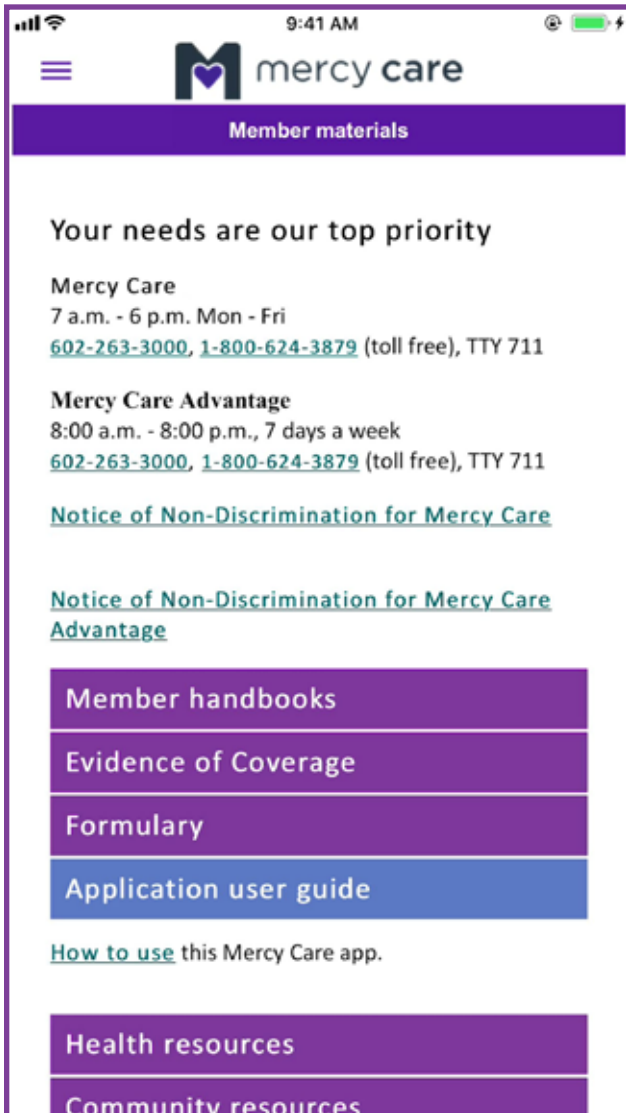 9:41 AM
mercy care
Member materials
Your needs are our top priority
Mercy Care
7 a.m. - 6 p.m. Mon - Fri
602-263-3000, 1-800-624-3879 (toll free), TTY 711
Mercy Care Advantage
8:00 a.m. - 8:00 p.m., 7 days a week
602-263-3000, 1-800-624-3879 (toll free), TTY 711
Notice of Non-Discrimination for Mercy Care
Notice of Non-Discrimination for Mercy Care
Advantage
Member handbooks
Evidence of Coverage
Formulary
Application user guide
How to use this Mercy Care app.
Health resources
Community resources